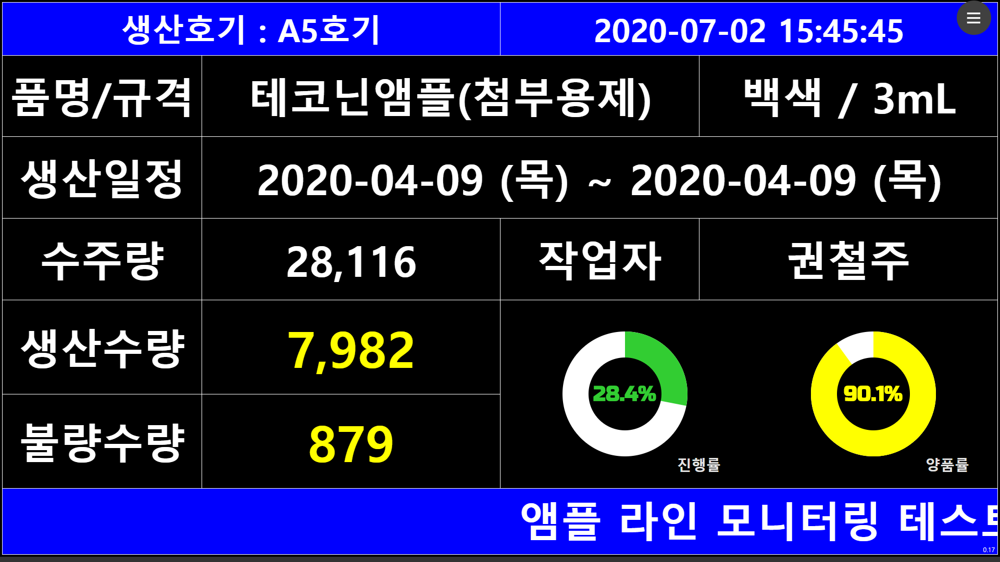 생산호기 : A5호기
2020-07-02 15:45:45
품명/규격
테코닌앰플(첨부용제)
백색 / 3mL
생산일정
2020-04-09 (목) ~ 2020-04-09 (목)
수주량
28,116
작업자
권철주
생산수량
7,982
불량수량
879
28.4%
진행률
90.1%
양품률
앰플 라인 모니터링 테스트
0.17